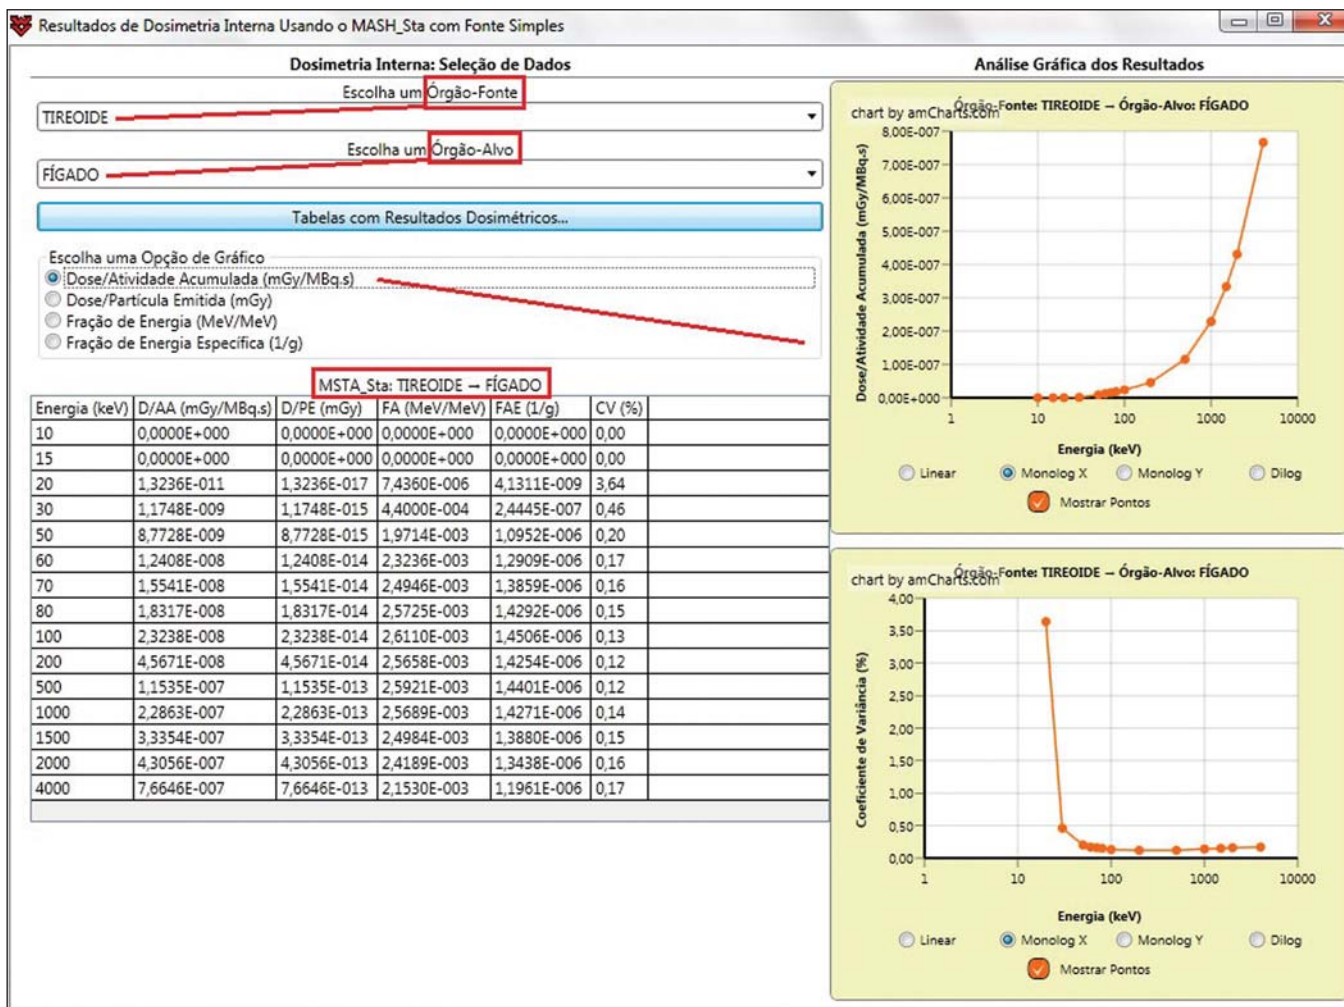 Resultados de Dosimetria Interna Usando o MASH_Sta com Fonte Simples
Dosimetria Interna: Seleção de Dados
Escolha um Órgão-Fonte
TIREOIDE
Escolha um Órgão-Alvo
FÍGADO
Tabelas com Resultados Dosimétricos...
Escolha uma Opção de Gráfico
Dose/Atividade Acumulada (mGy/MBq.s)
Dose/Partícula Emitida (mGy)
Fração de Energia (MeV/MeV)
Fração de Energia Específica (1/g)
MSTA_Sta: TIREOIDE → FÍGADO
Energia (keV) D/AA (mGy/MBq.s) D/PE (mGy) FA (MeV/MeV) FAE (1/g) CV (%)
10 0,0000E+000 0,0000E+000 0,0000E+000 0,0000E+000 0,00
15 0,0000E+000 0,0000E+000 0,0000E+000 0,0000E+000 0,00
20 1,3236E-011 1,3236E-017 7,4360E-006 4,1311E-009 3,64
30 1,1748E-009 1,1748E-015 4,4000E-004 2,4445E-007 0,46
50 8,7728E-009 8,7728E-015 1,9714E-003 1,0952E-006 0,20
60 1,2408E-008 1,2408E-014 2,3236E-003 1,2909E-006 0,17
70 1,5541E-008 1,5541E-014 2,4946E-003 1,3859E-006 0,16
80 1,8317E-008 1,8317E-014 2,5725E-003 1,4292E-006 0,15
100 2,3238E-008 2,3238E-014 2,6110E-003 1,4506E-006 0,13
200 4,5671E-008 4,5671E-014 2,5658E-003 1,4254E-006 0,12
500 1,1535E-007 1,1535E-013 2,5921E-003 1,4401E-006 0,12
1000 2,2863E-007 2,2863E-013 2,5689E-003 1,4271E-006 0,14
1500 3,3354E-007 3,3354E-013 2,4984E-003 1,3880E-006 0,15
2000 4,3056E-007 4,3056E-013 2,4189E-003 1,3438E-006 0,16
4000 7,6646E-007 7,6646E-013 2,1530E-003 1,1961E-006 0,17
Análise Gráfica dos Resultados
Órgão-Fonte: TIREOIDE → Órgão-Alvo: FÍGADO
chart by amCharts.com
Dose/Atividade Acumulada (mGy/MBq.s)
8,00E-007
7,00E-007
6,00E-007
5,00E-007
4,00E-007
3,00E-007
2,00E-007
1,00E-007
0,00E+000
1 10 100 1000 10000
Energia (keV)
Linear Monolog X Monolog Y Dilog
Mostrar Pontos
Órgão-Fonte: TIREOIDE → Órgão-Alvo: FÍGADO
chart by amCharts.com
Coeficiente de Variância (%)
4,00
3,50
3,00
2,50
2,00
1,50
1,00
0,50
0,00
1 10 100 1000 10000
Energia (keV)
Linear Monolog X Monolog Y Dilog
Mostrar Pontos